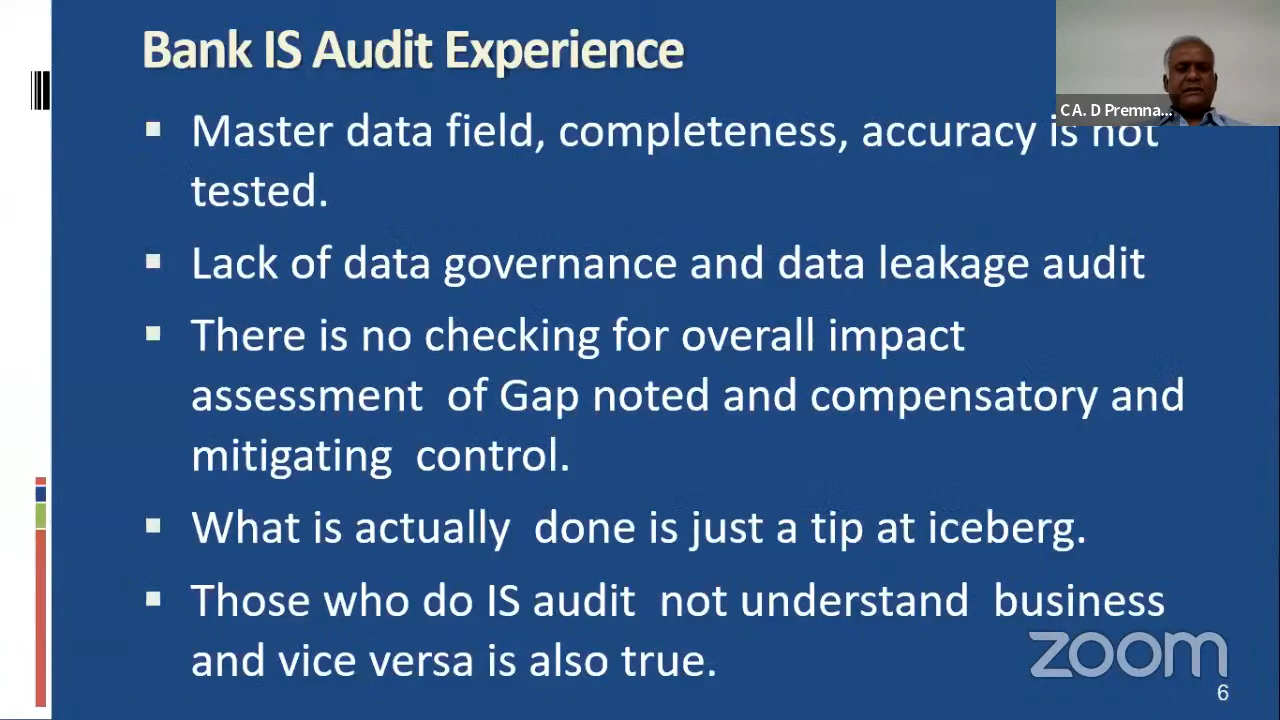 Bank IS Audit Experience
CA. D Premna...
▪ Master data field, completeness, accuracy is not
tested.
▪ Lack of data governance and data leakage audit
▪ There is no checking for overall impact
assessment of Gap noted and compensatory and
mitigating control.
▪ What is actually done is just a tip at iceberg.
▪ Those who do IS audit not understand business
and vice versa is also true.
zoom
6